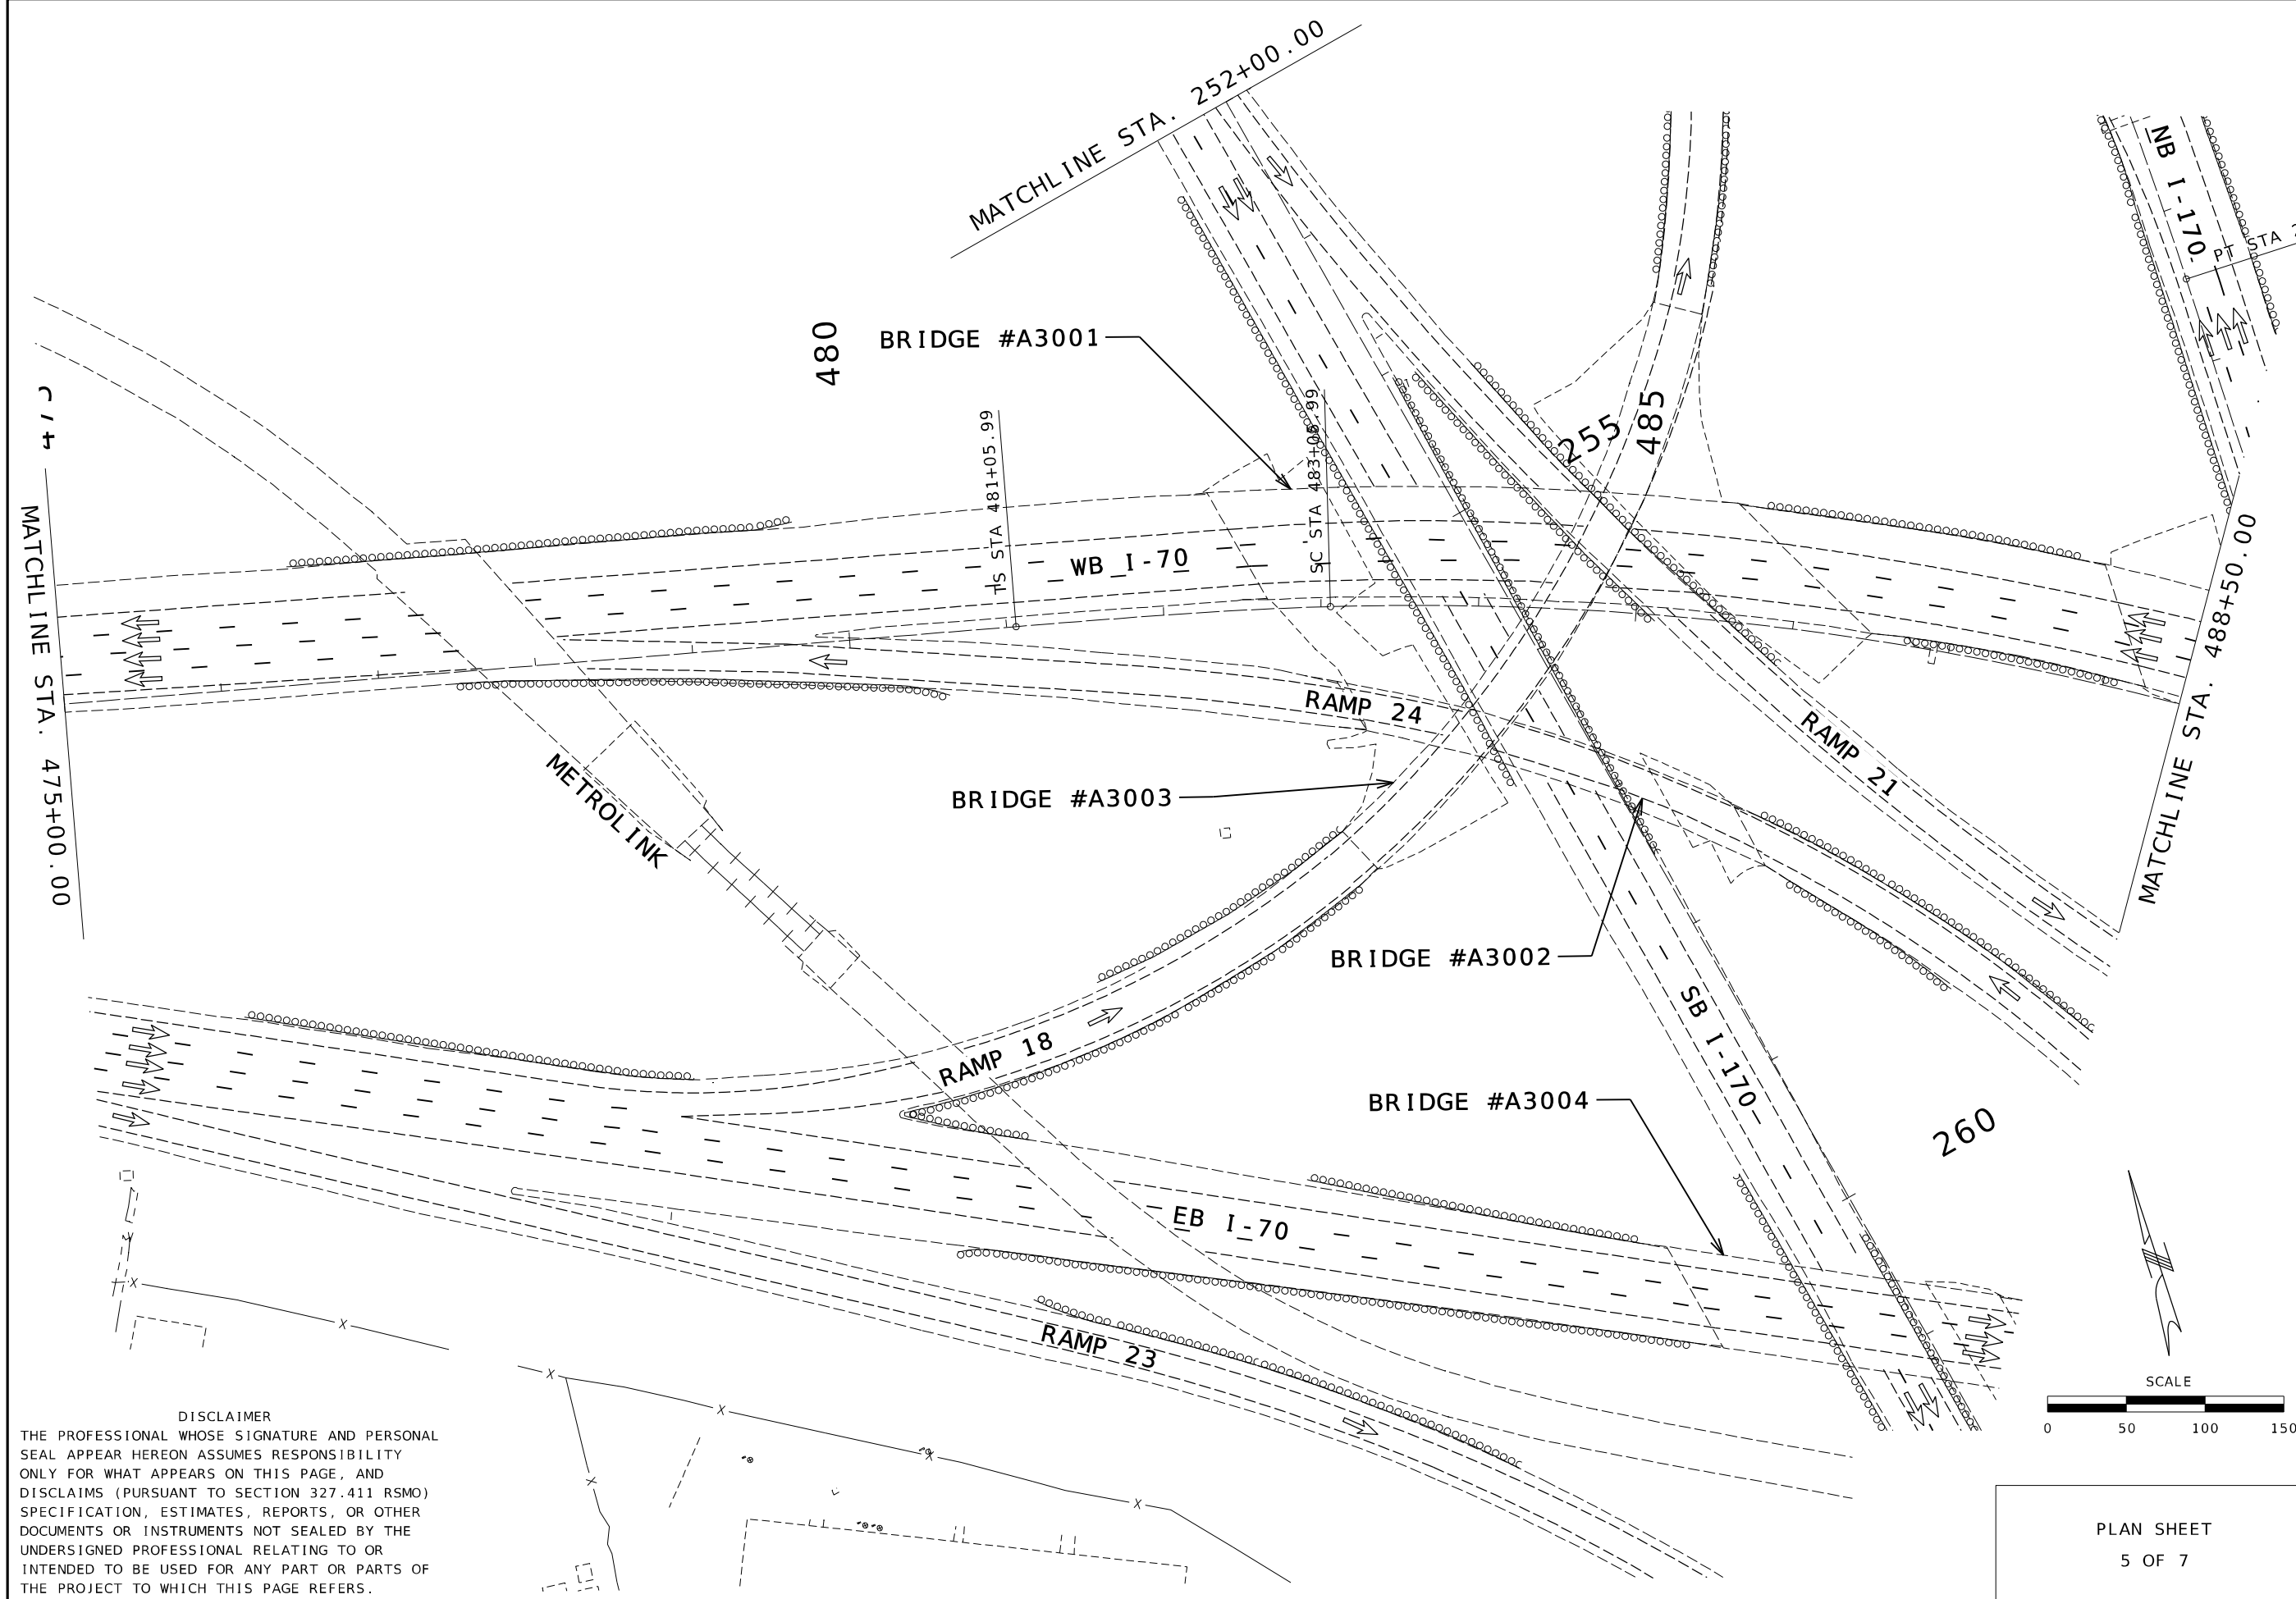 MATCHLINE STA. 252+00.00
NB I-170
PT STA
480
BRIDGE #A3001
255
485
TS STA 481+05.99
SC STA
WB I-70
MATCHLINE STA. 475+00.00
MATCHLINE STA. 488+50.00
RAMP 24
RAMP 21
METROLINK
BRIDGE #A3003
BRIDGE #A3002
SB I-170
RAMP 18
BRIDGE #A3004
260
EB I-70
RAMP 23
X
X
X
X
X
X
X
SCALE
0 50 100 150
DISCLAIMER
THE PROFESSIONAL WHOSE SIGNATURE AND PERSONAL
SEAL APPEAR HEREON ASSUMES RESPONSIBILITY
ONLY FOR WHAT APPEARS ON THIS PAGE, AND
DISCLAIMS (PURSUANT TO SECTION 327.411 RSMO)
SPECIFICATION, ESTIMATES, REPORTS, OR OTHER
DOCUMENTS OR INSTRUMENTS NOT SEALED BY THE
UNDERSIGNED PROFESSIONAL RELATING TO OR
INTENDED TO BE USED FOR ANY PART OR PARTS OF
THE PROJECT TO WHICH THIS PAGE REFERS.
PLAN SHEET
5 OF 7